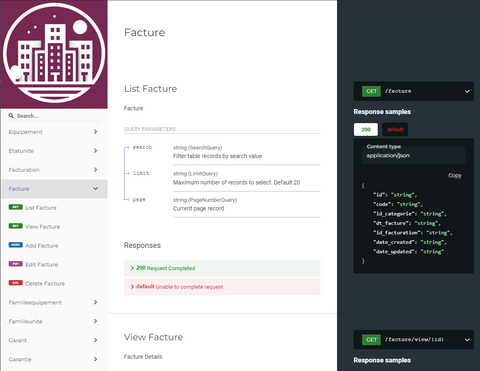 Search...
Equipement
Etatunite
Facturation
Facture
GET List Facture
GET View Facture
POST Add Facture
PUT Edit Facture
DEL Delete Facture
Familleequipement
Familleunite
Garant
Garantie
Facture
List Facture
Facture
QUERY PARAMETERS
search string (SearchQuery)
Filter table records by search value
limit string (LimitQuery)
Maximum number of records to select. Default 20
page string (PageNumberQuery)
Current page record
Responses
200 Request Completed
default Unable to complete request
View Facture
Facture Details
GET /facture
Response samples
200 default
Content type
application/json
Copy
{
"id": "string",
"code": "string",
"id_categorie": "string",
"dt_facture": "string",
"id_facturation": "string",
"date_created": "string",
"date_updated": "string"
}
GET /facture/view/{id}
Response samples